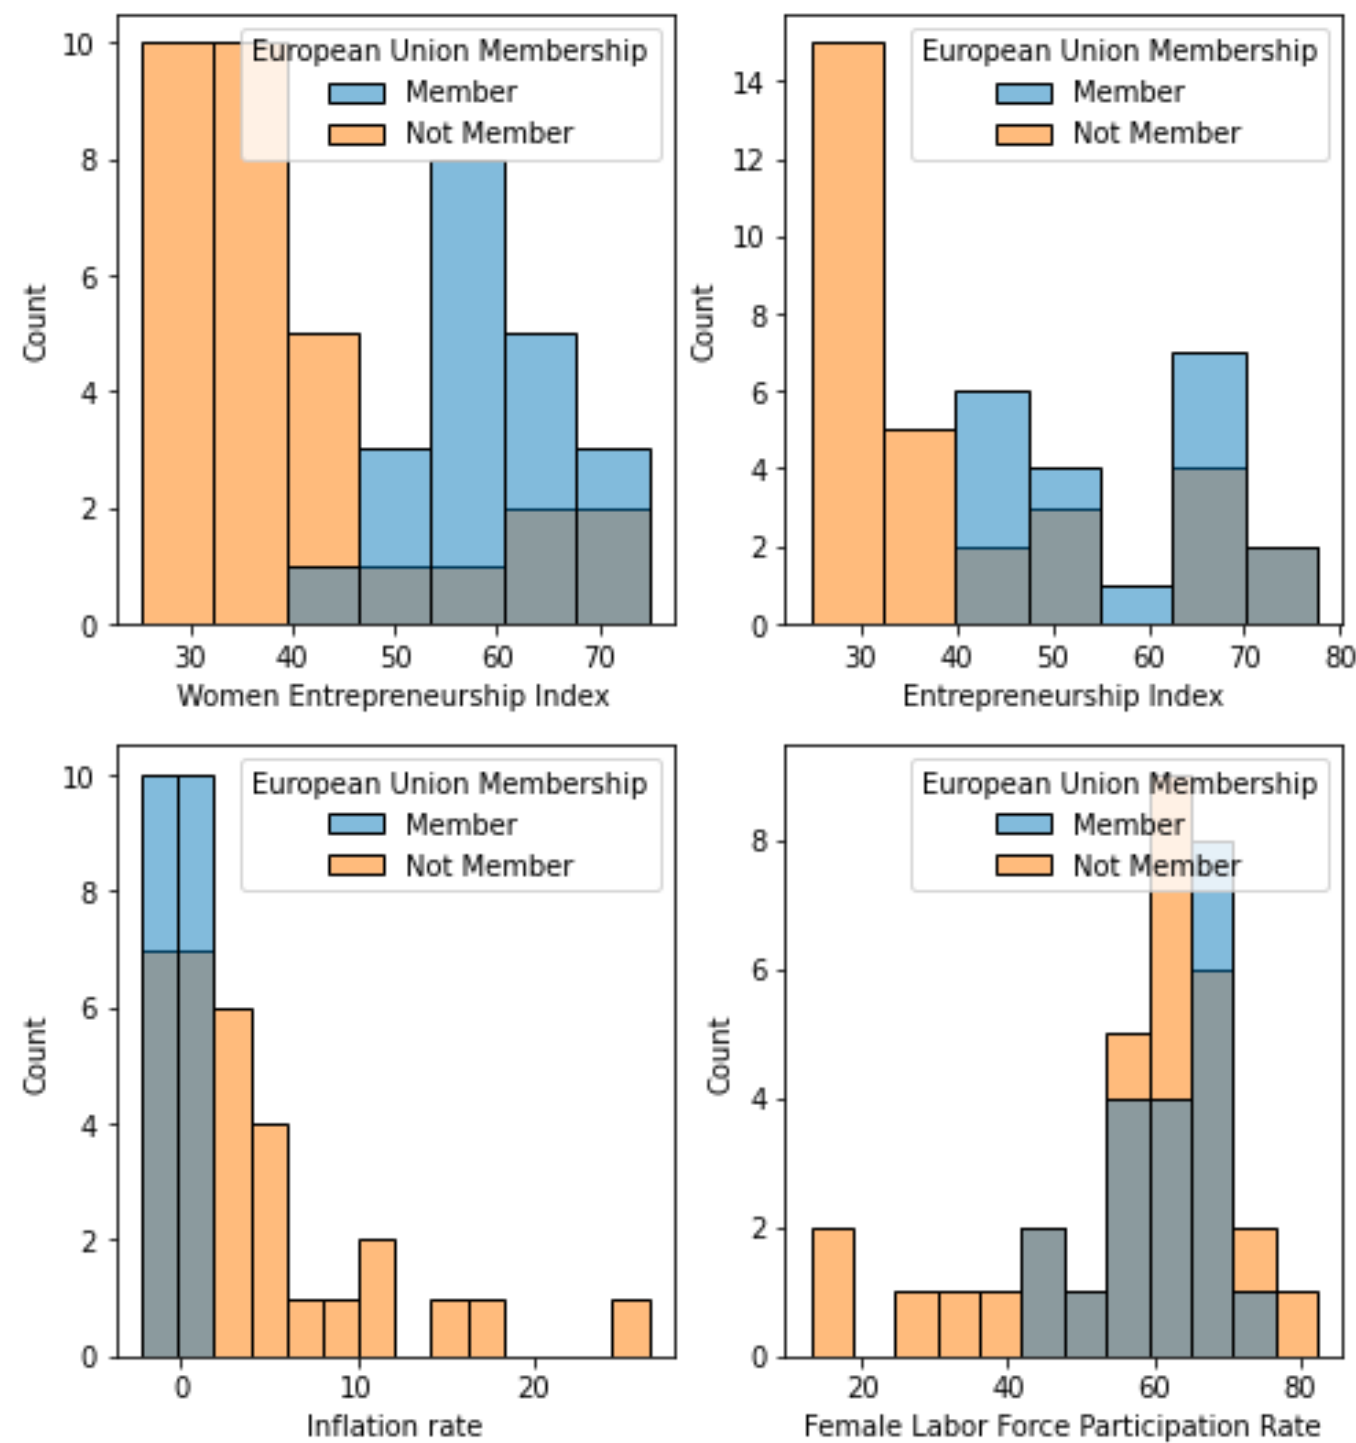 European Union Membership
Member
Not Member
10
8
6
4
2
0
Count
30 40 50 60 70
Women Entrepreneurship Index
European Union Membership
Member
Not Member
14
12
10
8
6
4
2
0
Count
30 40 50 60 70 80
Entrepreneurship Index
European Union Membership
Member
Not Member
10
8
6
4
2
0
Count
0 10 20
Inflation rate
European Union Membership
Member
Not Member
8
6
4
2
0
Count
20 40 60 80
Female Labor Force Participation Rate